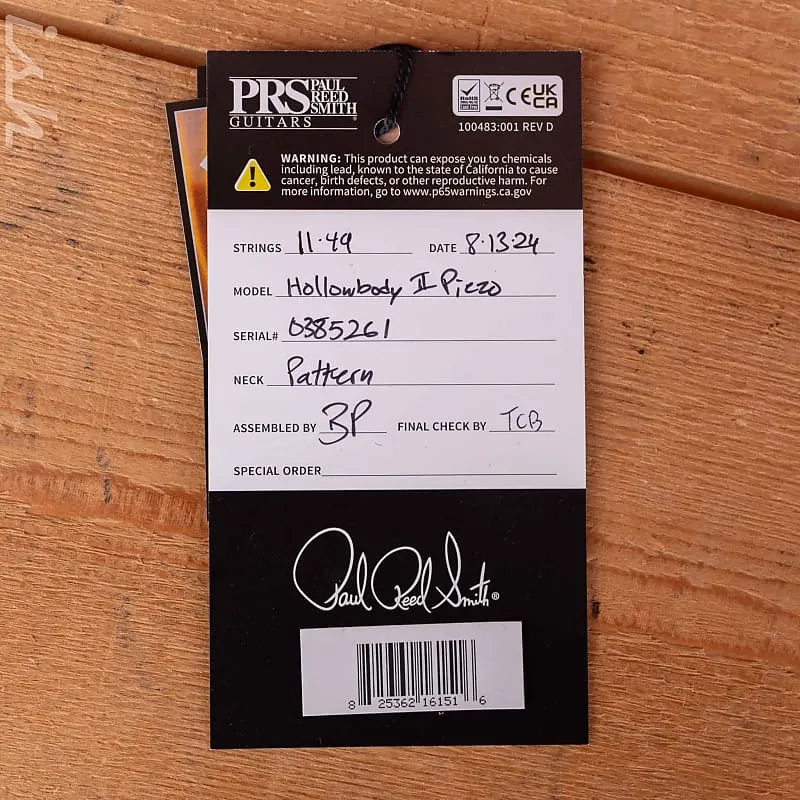 PRS PAUL REED SMITH®
GUITARS
RoHS CE UKCA
100483:001 REV D
WARNING: This product can expose you to chemicals
including lead, known to the state of California to cause
cancer, birth defects, or other reproductive harm. For
more information, go to www.p65warnings.ca.gov
STRINGS 11·49 DATE 8·13·24
MODEL Hollowbody II Piezo
SERIAL# 0385261
NECK Pattern
ASSEMBLED BY BP FINAL CHECK BY TCB
SPECIAL ORDER
Paul Reed Smith®
8 25362 16151 6